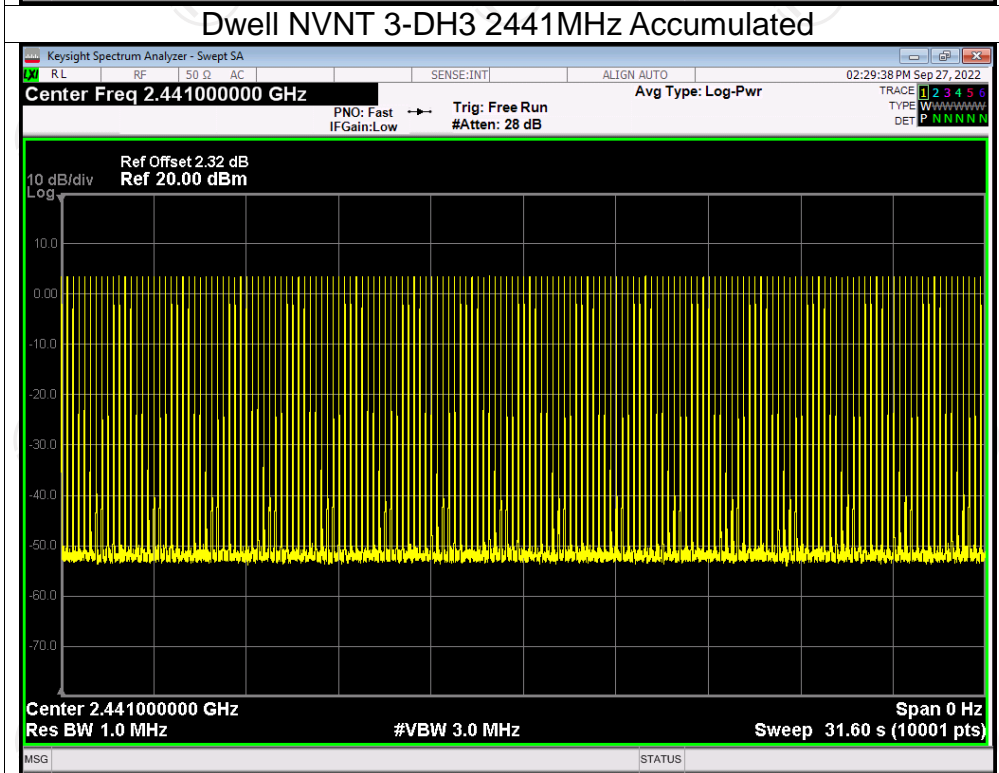 Dwell NVNT 3-DH3 2441MHz Accumulated
Keysight Spectrum Analyzer - Swept SA
LXI RL RF 50 Ω AC SENSE:INT ALIGN AUTO 02:29:38 PM Sep 27, 2022
Center Freq 2.441000000 GHz Avg Type: Log-Pwr TRACE 1 2 3 4 5 6
PNO: Fast Trig: Free Run TYPE WWWWWW
IFGain:Low #Atten: 28 dB DET P N N N N N
Ref Offset 2.32 dB
10 dB/div Ref 20.00 dBm
Log
10.0
0.00
-10.0
-20.0
-30.0
-40.0
-50.0
-60.0
-70.0
Center 2.441000000 GHz Span 0 Hz
Res BW 1.0 MHz #VBW 3.0 MHz Sweep 31.60 s (10001 pts)
MSG STATUS